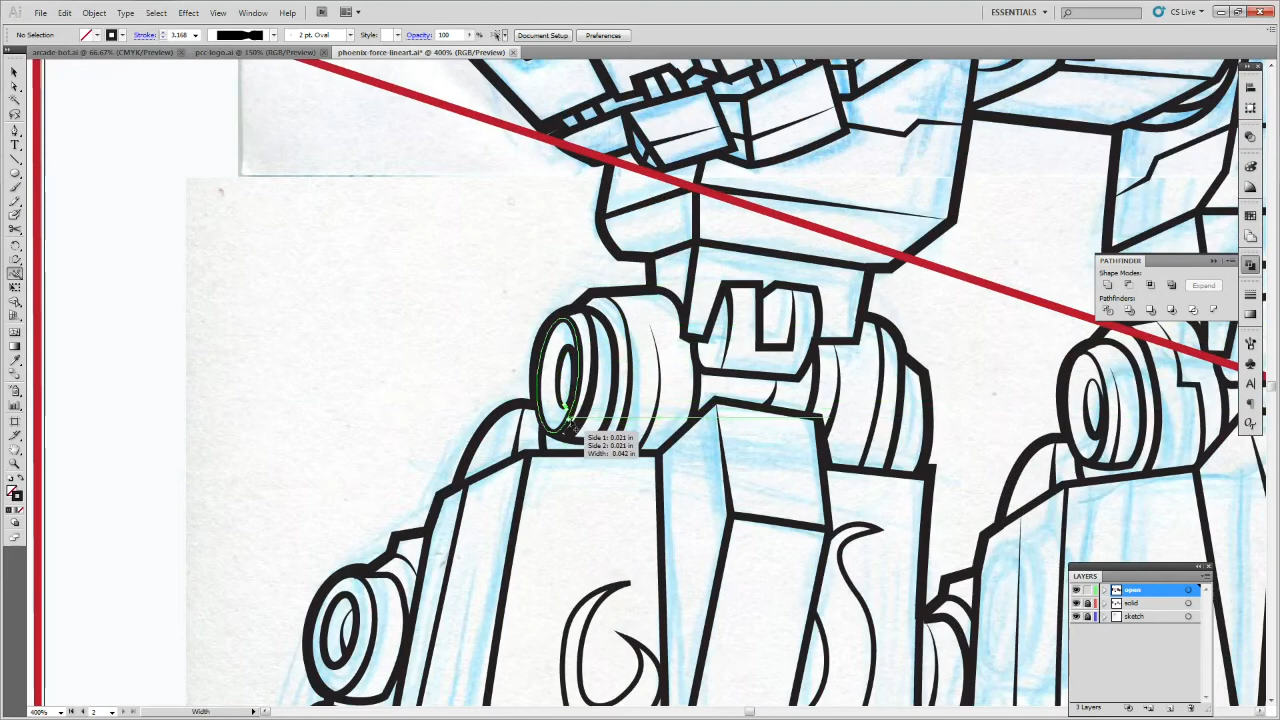 Ai File Edit Object Type Select Effect View Window Help Br ESSENTIALS CS Live
No Selection Stroke: 3.168 2 pt. Oval Style: Opacity: 100 % Document Setup Preferences
arcade-bot.ai @ 66.67% (CMYK/Preview) pcc-logo.ai @ 150% (RGB/Preview) phoenix-force-lineart.ai* @ 400% (RGB/Preview)
PATHFINDER
Shape Modes:
Expand
Pathfinders:
Side 1: 0.021 in
Side 2: 0.021 in
Width: 0.042 in
LAYERS
open
solid
sketch
3 Layers
400% 2 Width